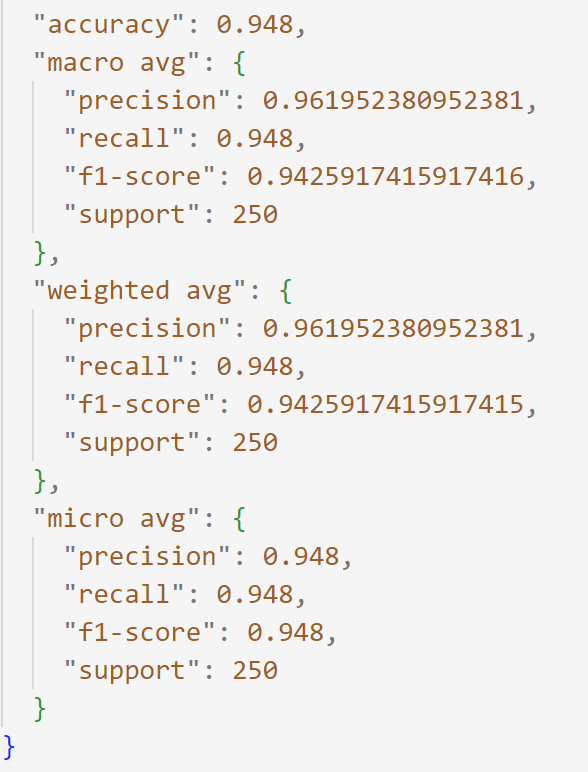 "accuracy": 0.948,
"macro avg": {
"precision": 0.961952380952381,
"recall": 0.948,
"f1-score": 0.9425917415917416,
"support": 250
},
"weighted avg": {
"precision": 0.961952380952381,
"recall": 0.948,
"f1-score": 0.9425917415917415,
"support": 250
},
"micro avg": {
"precision": 0.948,
"recall": 0.948,
"f1-score": 0.948,
"support": 250
}
}